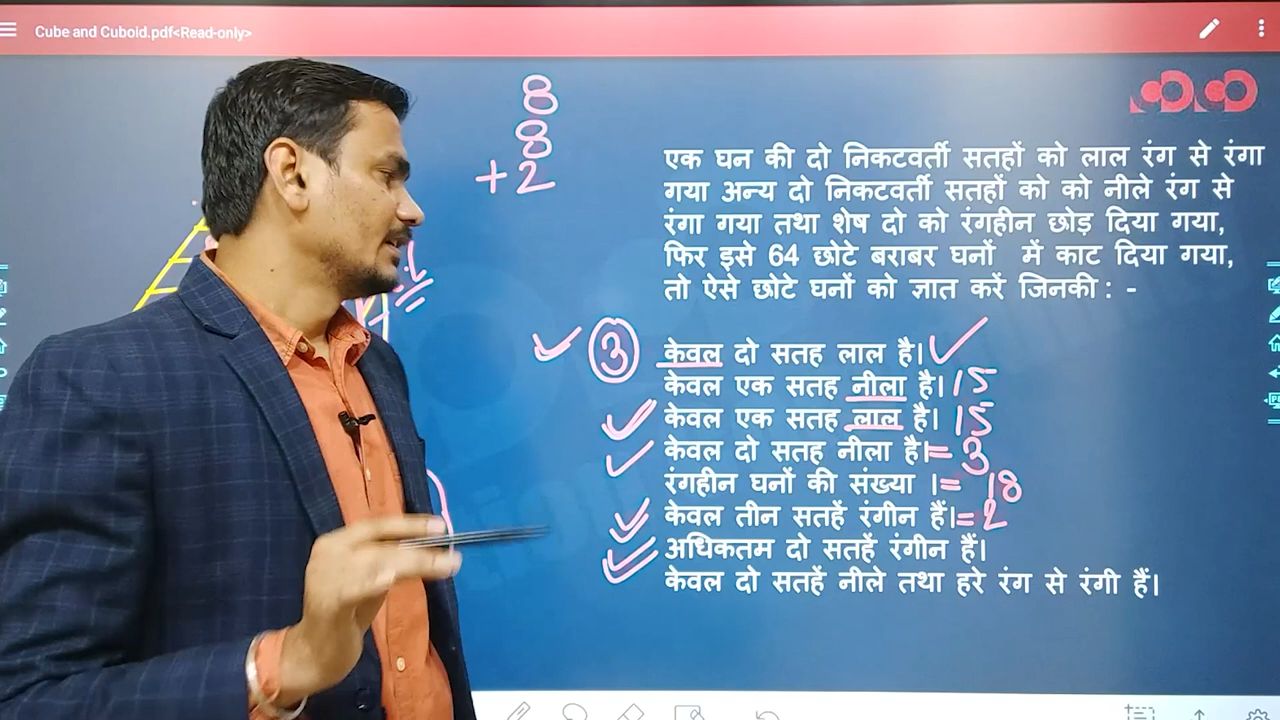 Cube and Cuboid.pdf<Read-only>
8
8
+2
एक घन की दो निकटवर्ती सतहों को लाल रंग से रंगा
गया अन्य दो निकटवर्ती सतहों को को नीले रंग से
रंगा गया तथा शेष दो को रंगहीन छोड़ दिया गया,
फिर इसे 64 छोटे बराबर घनों में काट दिया गया,
तो ऐसे छोटे घनों को ज्ञात करें जिनकी : -
3 केवल दो सतह लाल है।
केवल एक सतह नीला है। 15
केवल एक सतह लाल है। 15
केवल दो सतह नीला है। = 3
रंगहीन घनों की संख्या । = 18
केवल तीन सतहें रंगीन हैं। = 2
अधिकतम दो सतहें रंगीन हैं।
केवल दो सतहें नीले तथा हरे रंग से रंगी हैं।